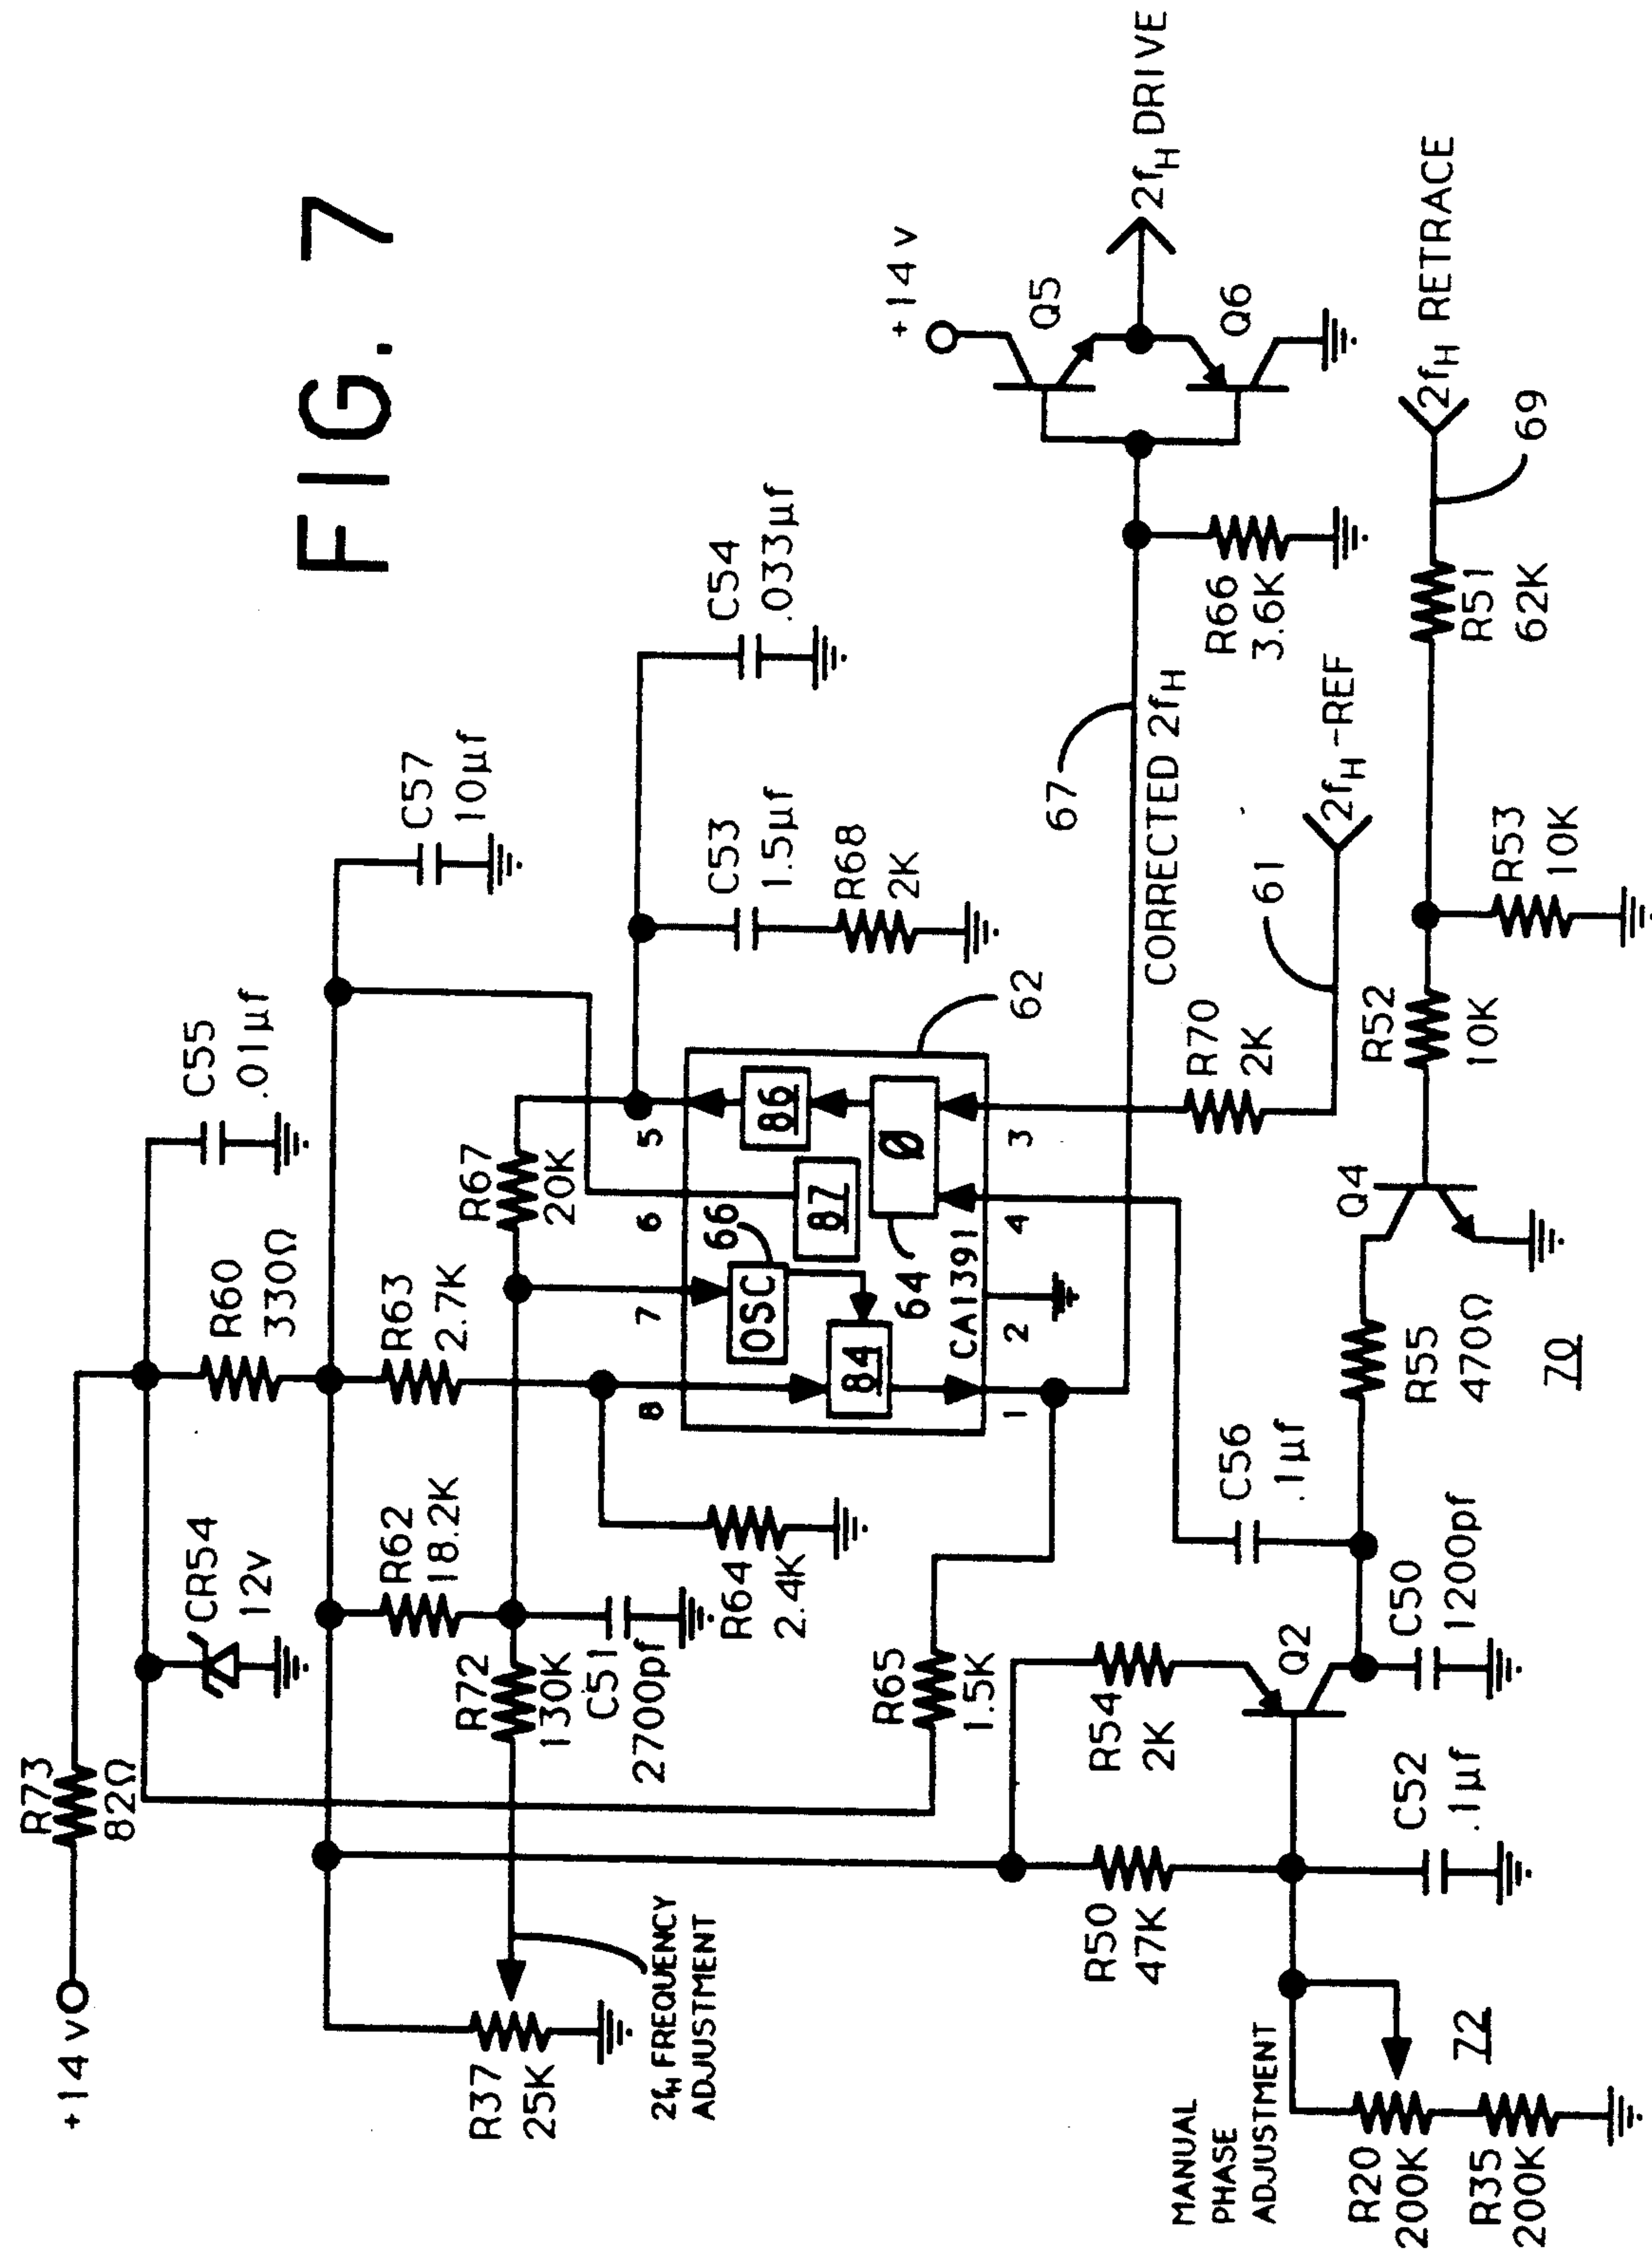 FIG. 7
+14v
R73
82Ω
CR54
12v
R60
330Ω
C55
.01µf
R62
18.2K
R63
2.7K
C57
10µf
R37
25K
2fH FREQUENCY
ADJUSTMENT
R72
130K
C51
2700pf
R67
20K
R64
2.4K
C53
1.5µf
R68
2K
C54
.033µf
8
7
6
5
OSC
66
84
87
86
Ø
64
CA1391
62
1
2
4
3
R65
1.5K
R70
2K
67
CORRECTED 2fH
R66
3.6K
+14v
Q5
Q6
2fH DRIVE
61
2fH-REF
R50
47K
R54
2K
Q2
C52
.1µf
C50
1200pf
C56
.1µf
R55
470Ω
70
Q4
R52
10K
R53
10K
R51
62K
69
2fH RETRACE
MANUAL
PHASE
ADJUSTMENT
R20
200K
72
R35
200K